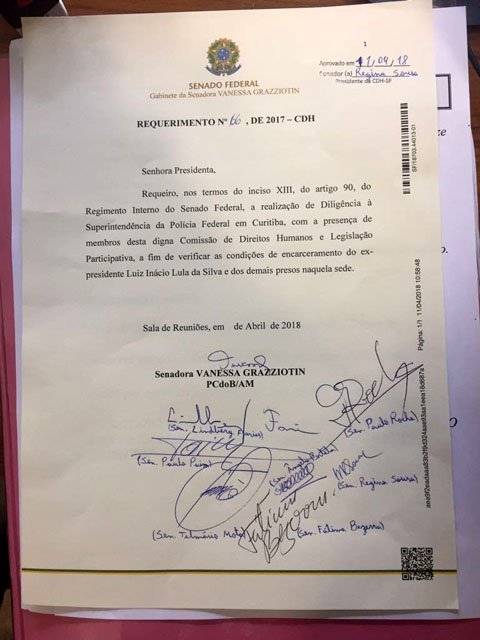 1
Aprovado em 11/04/18
Senador (a) Regina Sousa
Presidente da CDH-SF
SENADO FEDERAL
Gabinete da Senadora VANESSA GRAZZIOTIN
REQUERIMENTO Nº 66, DE 2017 – CDH
Senhora Presidenta,
Requeiro, nos termos do inciso XIII, do artigo 90, do
Regimento Interno do Senado Federal, a realização de Diligência à
Superintendência da Polícia Federal em Curitiba, com a presença de
membros desta digna Comissão de Direitos Humanos e Legislação
Participativa, a fim de verificar as condições de encarceramento do ex-
presidente Luiz Inácio Lula da Silva e dos demais presos naquela sede.
Sala de Reuniões, em de Abril de 2018
Senadora VANESSA GRAZZIOTIN
PCdoB/AM
(Sen. Lindbergh Farias)
(Sen. Paulo Rocha)
(Sen. Paulo Paim)
(Sen. Regina Sousa)
(Sen. Telmário Mota)
(Sen. Fátima Bezerra)
SF/18703.44013-01
Página: 1/1 11/04/2018 10:58:48